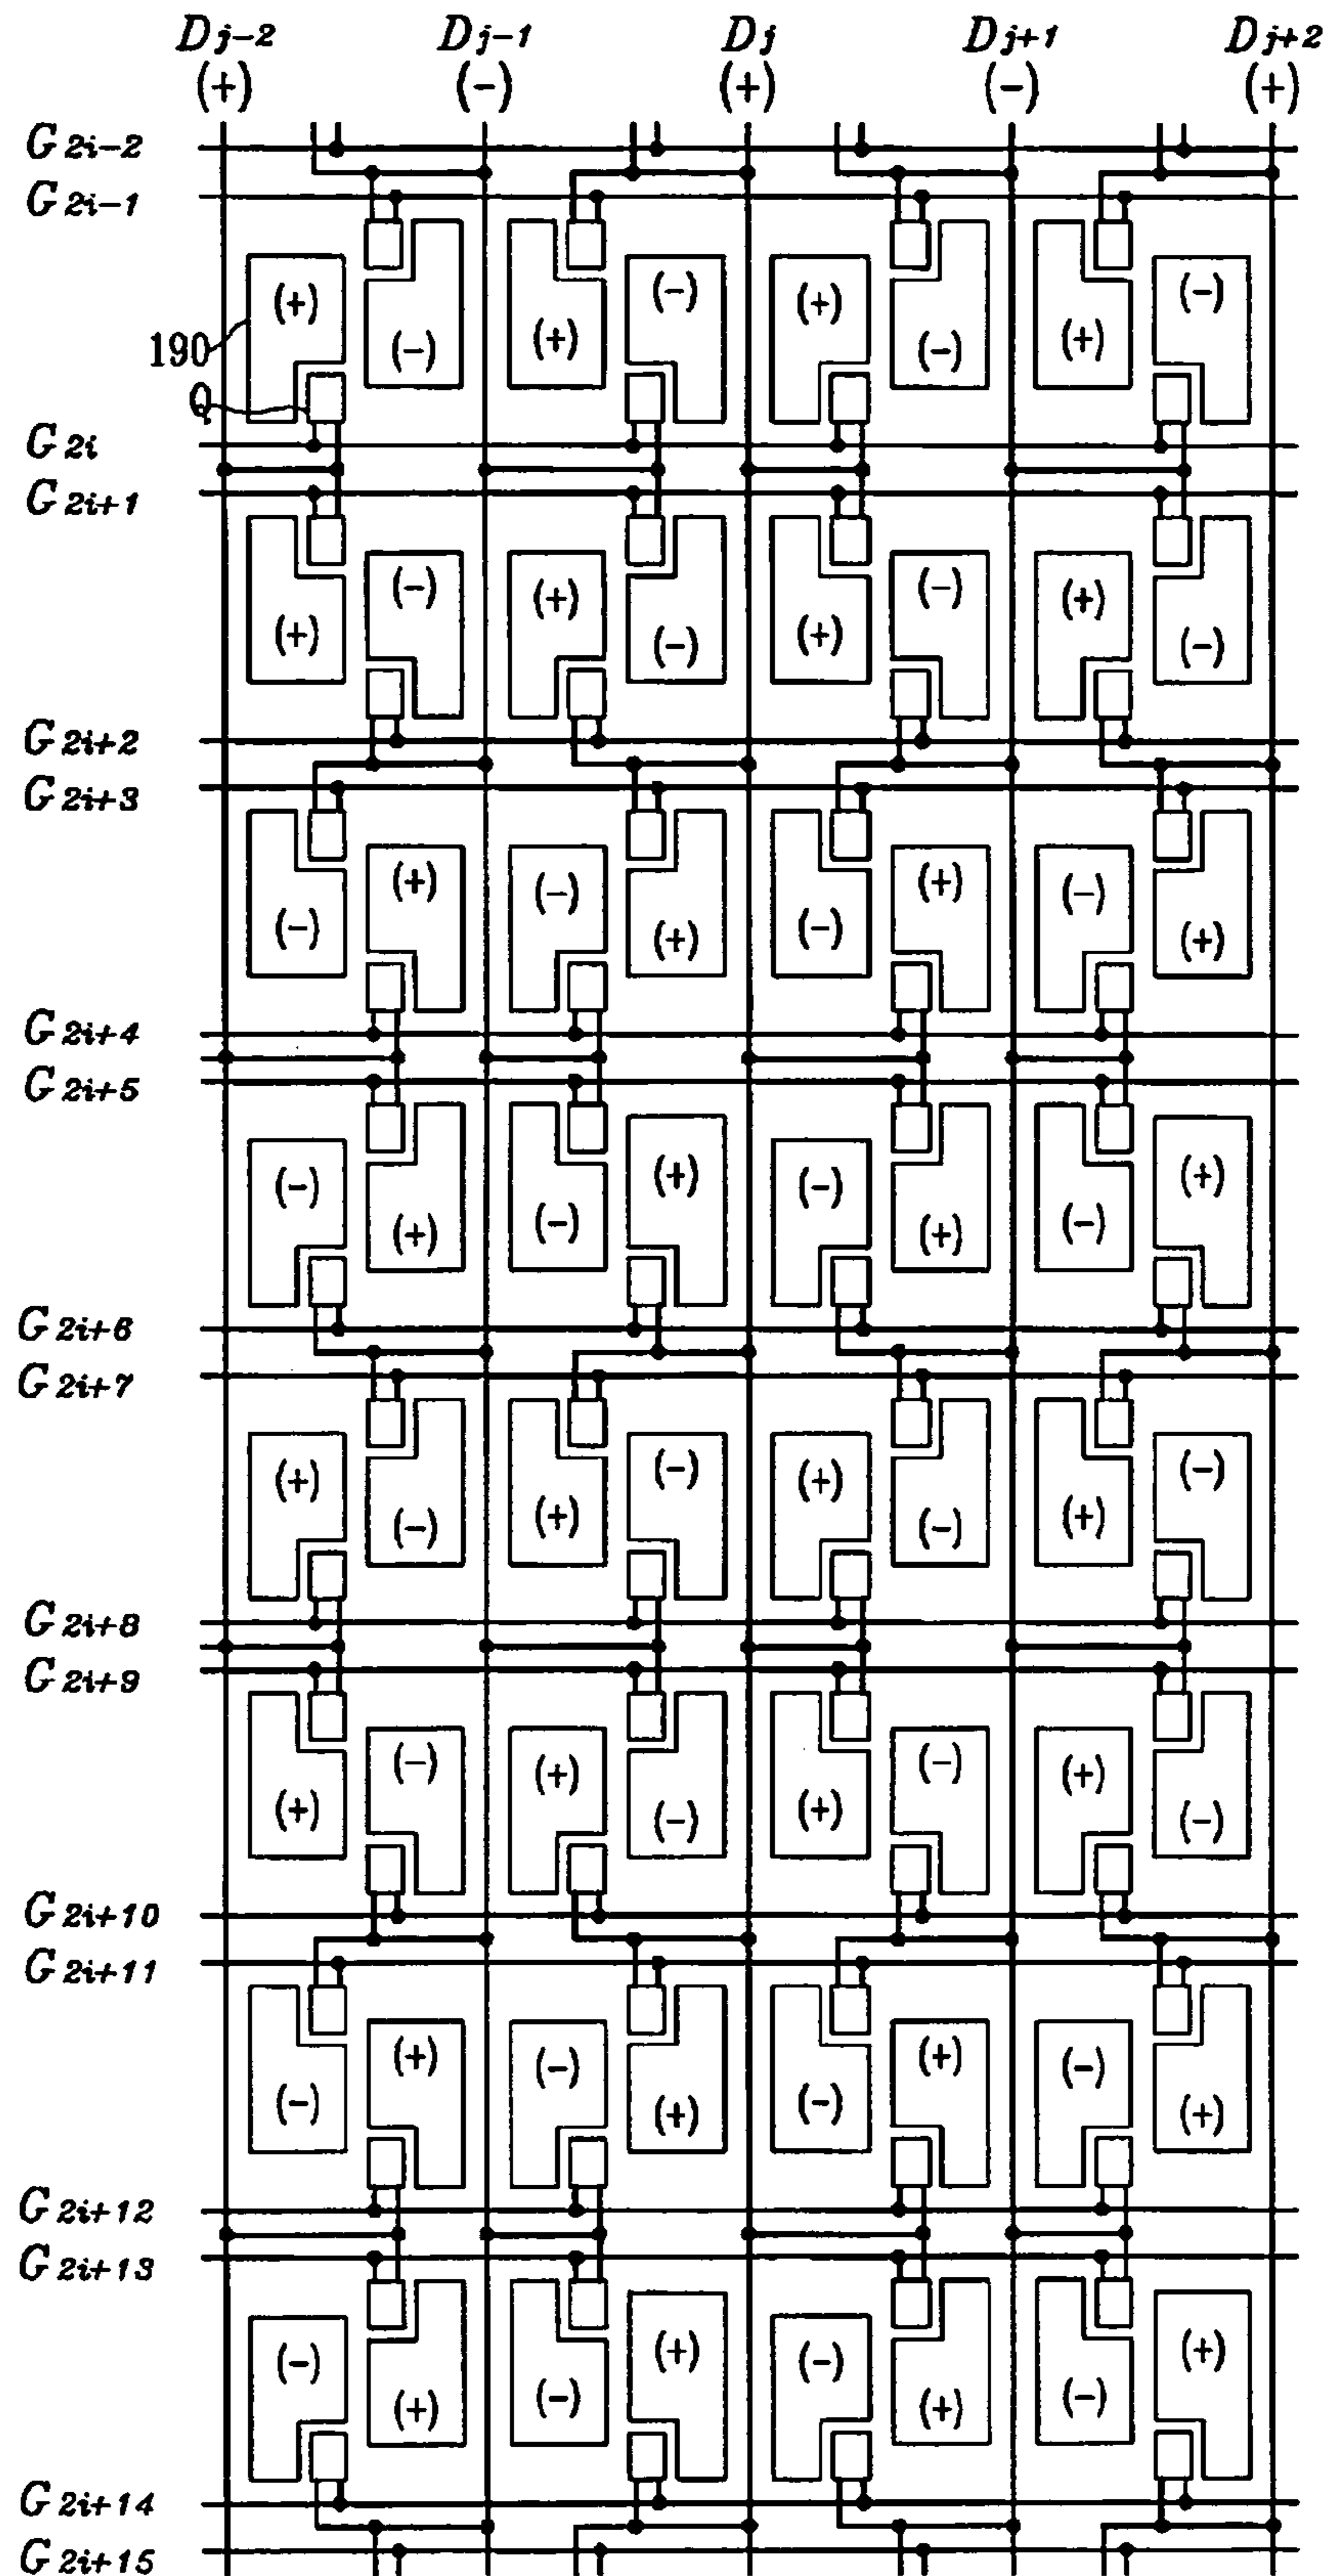 Dj-2 Dj-1 Dj Dj+1 Dj+2
(+) (-) (+) (-) (+)
G2i-2
G2i-1
(+) (-) (+) (-) (+) (-) (+) (-)
190
Q
G2i
G2i+1
(+) (-) (+) (-) (+) (-) (+) (-)
G2i+2
G2i+3
(-) (+) (-) (+) (-) (+) (-) (+)
G2i+4
G2i+5
(-) (+) (-) (+) (-) (+) (-) (+)
G2i+6
G2i+7
(+) (-) (+) (-) (+) (-) (+) (-)
G2i+8
G2i+9
(+) (-) (+) (-) (+) (-) (+) (-)
G2i+10
G2i+11
(-) (+) (-) (+) (-) (+) (-) (+)
G2i+12
G2i+13
(-) (+) (-) (+) (-) (+) (-) (+)
G2i+14
G2i+15